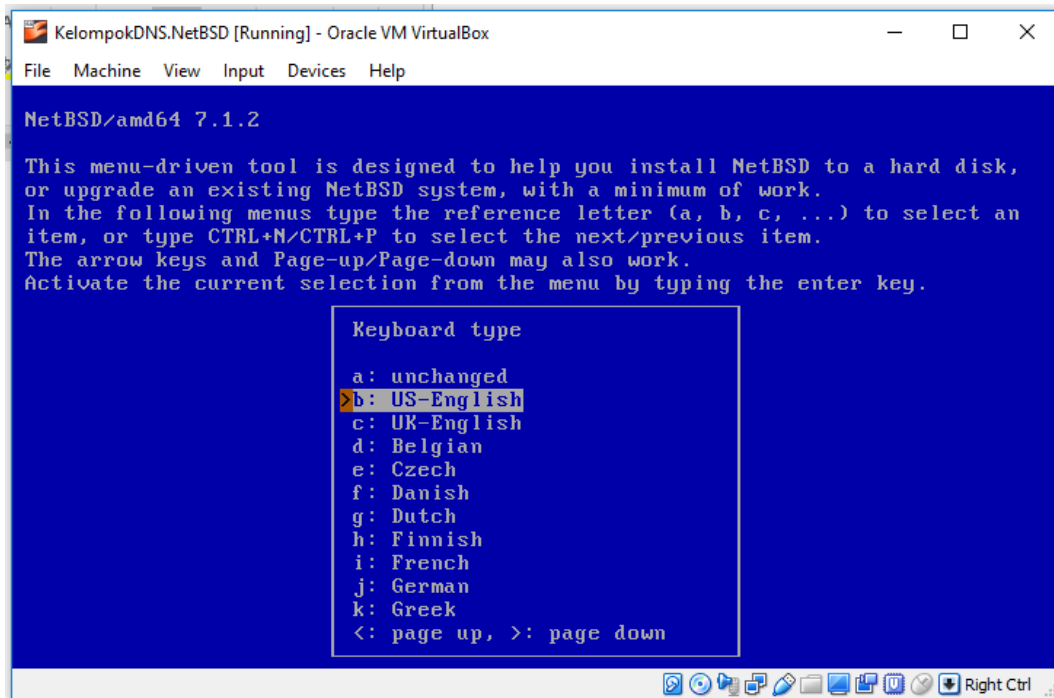 KelompokDNS.NetBSD [Running] - Oracle VM VirtualBox
File Machine View Input Devices Help
NetBSD/amd64 7.1.2
This menu-driven tool is designed to help you install NetBSD to a hard disk,
or upgrade an existing NetBSD system, with a minimum of work.
In the following menus type the reference letter (a, b, c, ...) to select an
item, or type CTRL+N/CTRL+P to select the next/previous item.
The arrow keys and Page-up/Page-down may also work.
Activate the current selection from the menu by typing the enter key.
Keyboard type
a: unchanged
>b: US-English
c: UK-English
d: Belgian
e: Czech
f: Danish
g: Dutch
h: Finnish
i: French
j: German
k: Greek
<: page up, >: page down
Right Ctrl